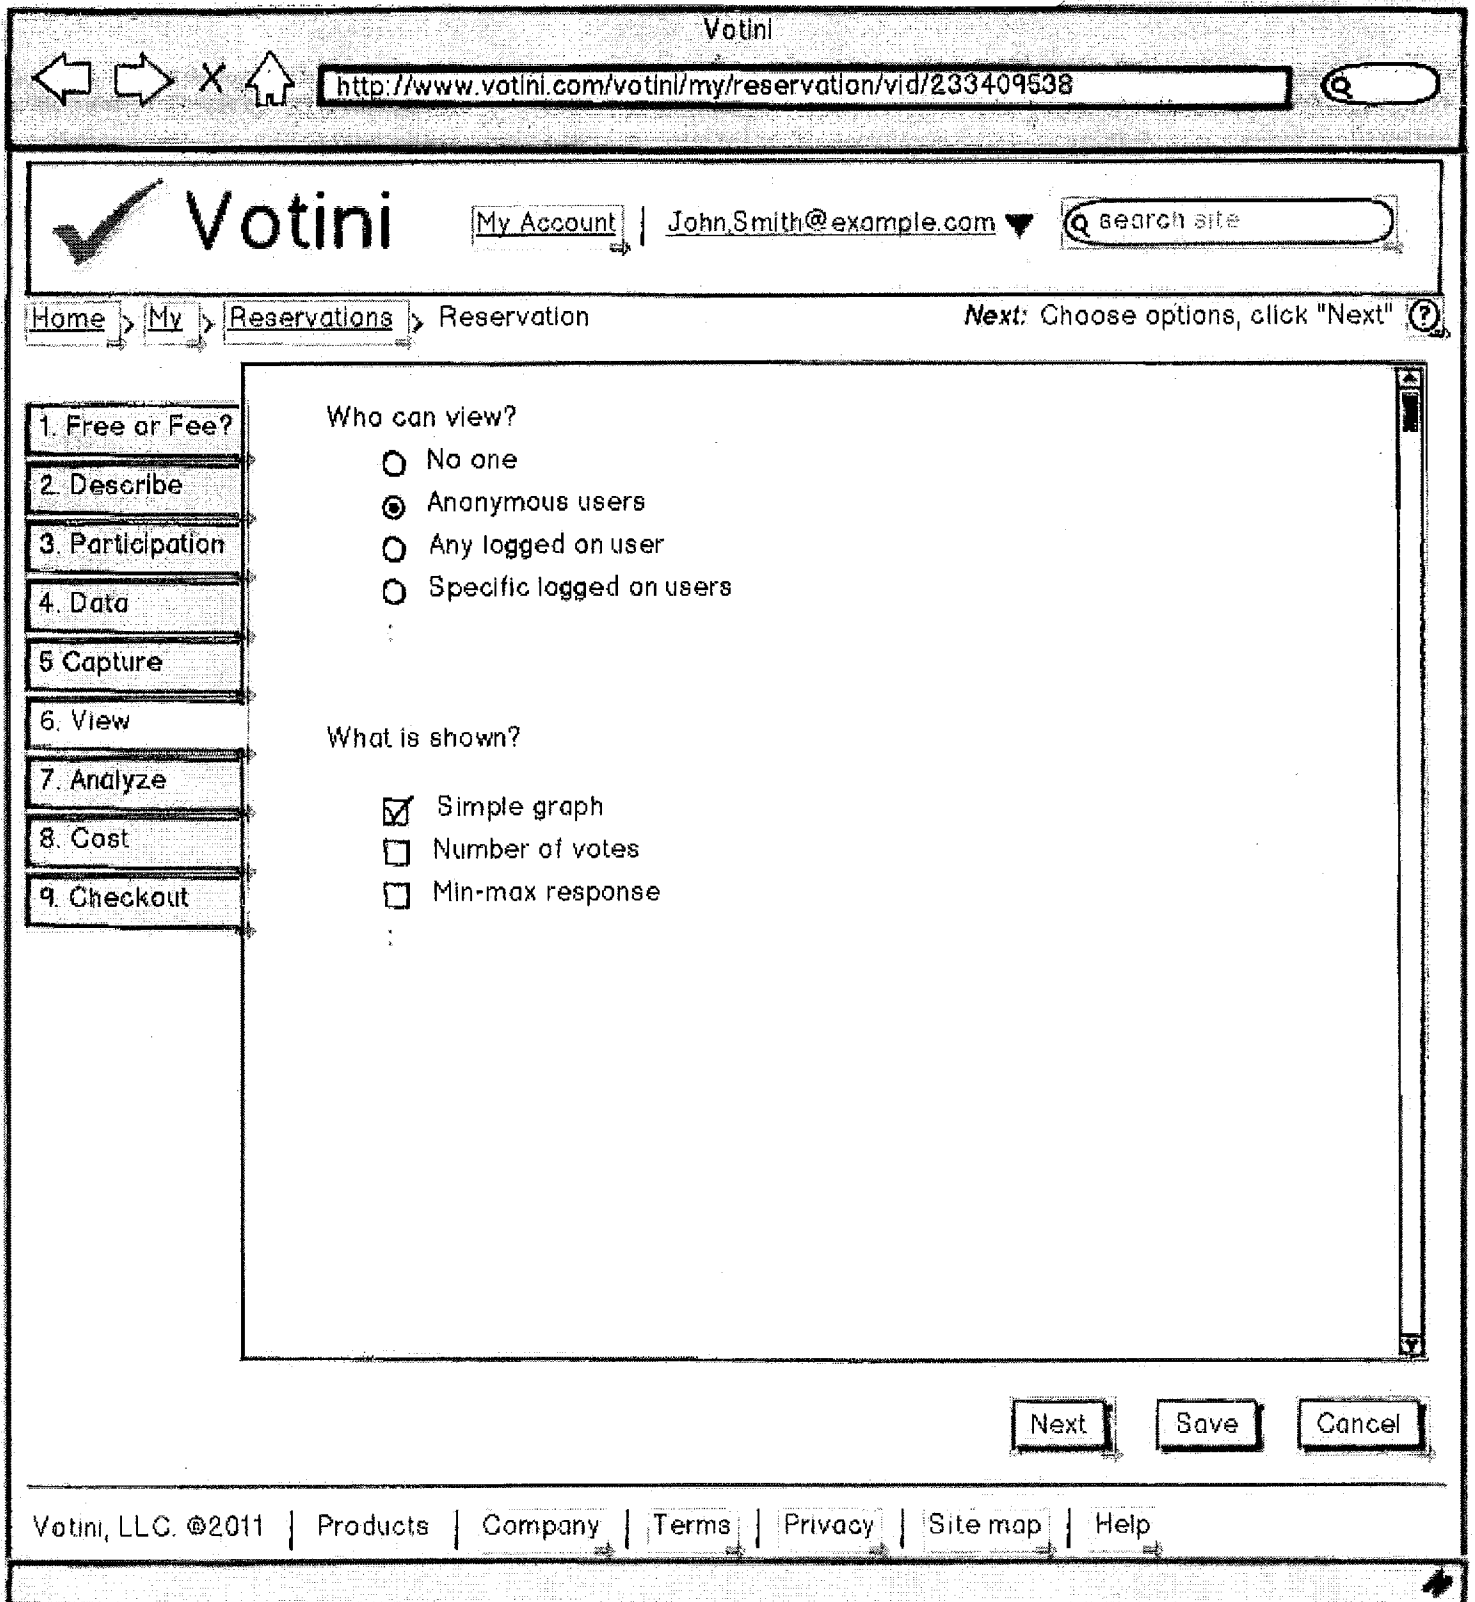 Votini
http://www.votini.com/votini/my/reservation/vid/233409538
Votini
My Account | John.Smith@example.com
search site
Home > My > Reservations > Reservation
Next: Choose options, click "Next" ?
1. Free or Fee?
2. Describe
3. Participation
4. Data
5 Capture
6. View
7. Analyze
8. Cost
9. Checkout
Who can view?
No one
Anonymous users
Any logged on user
Specific logged on users
:
What is shown?
Simple graph
Number of votes
Min-max response
:
Next
Save
Cancel
Votini, LLC. ©2011 | Products | Company | Terms | Privacy | Site map | Help